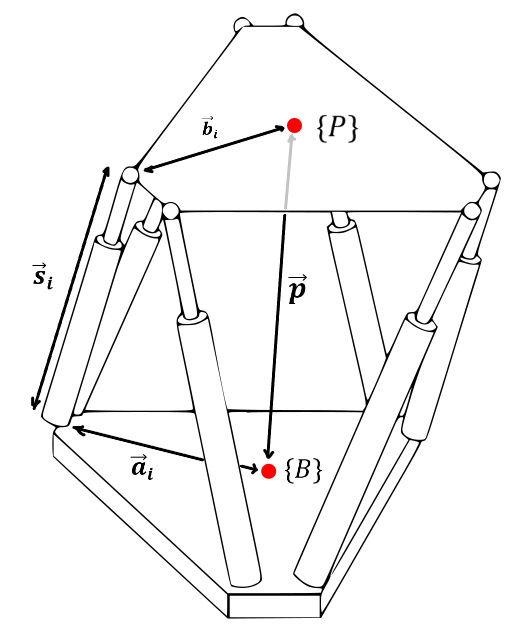 b⃗ᵢ
{P}
s⃗ᵢ
p⃗
a⃗ᵢ
{B}